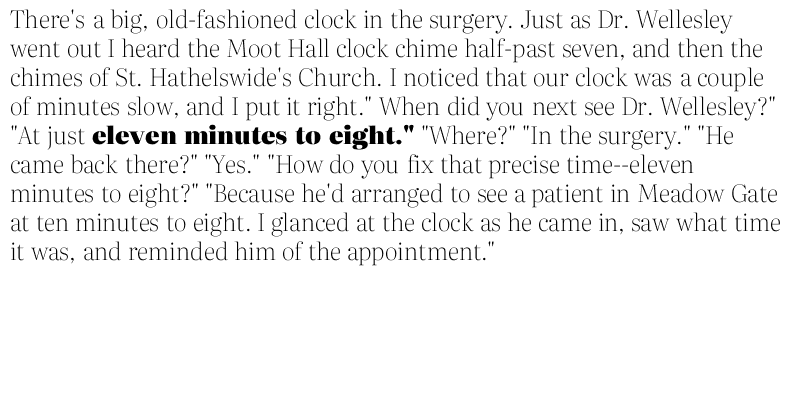 There's a big, old-fashioned clock in the surgery. Just as Dr. Wellesley
went out I heard the Moot Hall clock chime half-past seven, and then the
chimes of St. Hathelswide's Church. I noticed that our clock was a couple
of minutes slow, and I put it right." When did you next see Dr. Wellesley?"
"At just eleven minutes to eight." "Where?" "In the surgery." "He
came back there?" "Yes." "How do you fix that precise time--eleven
minutes to eight?" "Because he'd arranged to see a patient in Meadow Gate
at ten minutes to eight. I glanced at the clock as he came in, saw what time
it was, and reminded him of the appointment."